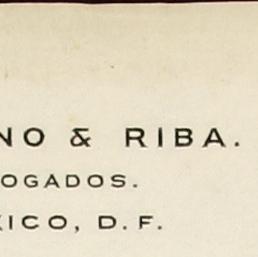 NO & RIBA.
OGADOS.
XICO, D. F.